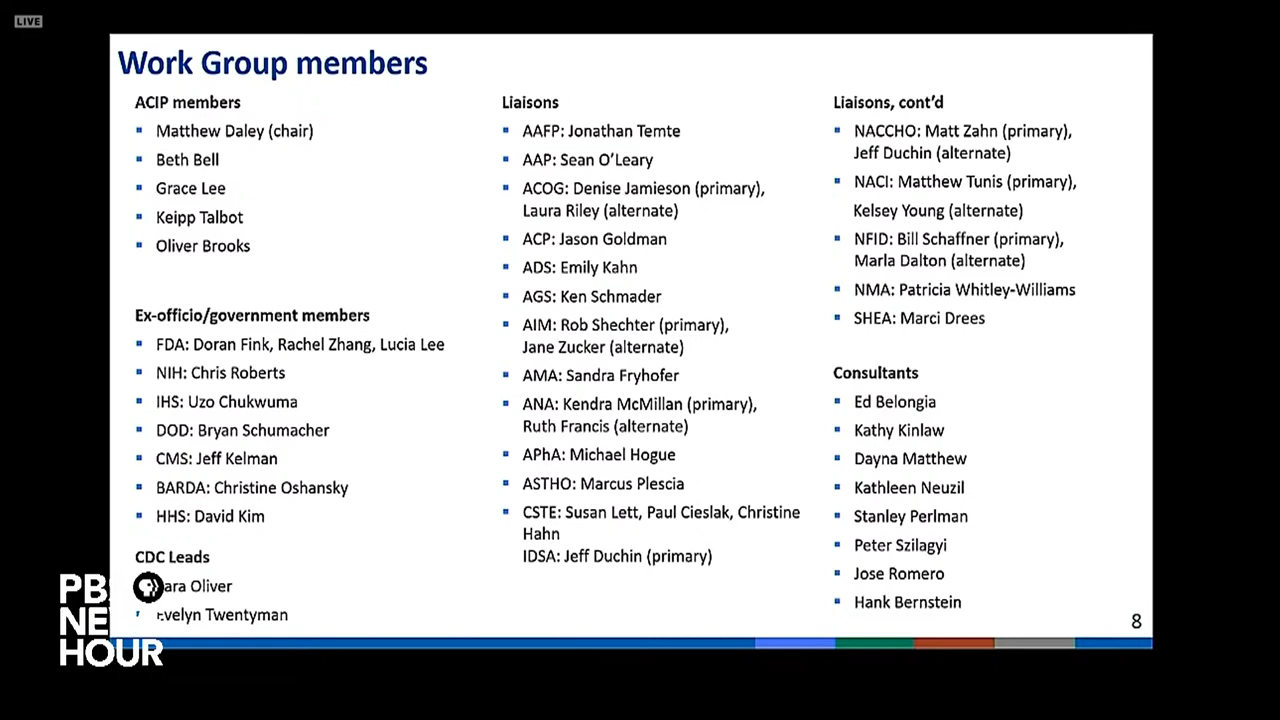 LIVE
Work Group members
ACIP members
Matthew Daley (chair)
Beth Bell
Grace Lee
Keipp Talbot
Oliver Brooks
Ex-officio/government members
FDA: Doran Fink, Rachel Zhang, Lucia Lee
NIH: Chris Roberts
IHS: Uzo Chukwuma
DOD: Bryan Schumacher
CMS: Jeff Kelman
BARDA: Christine Oshansky
HHS: David Kim
CDC Leads
ara Oliver
Evelyn Twentyman
Liaisons
AAFP: Jonathan Temte
AAP: Sean O'Leary
ACOG: Denise Jamieson (primary),
Laura Riley (alternate)
ACP: Jason Goldman
ADS: Emily Kahn
AGS: Ken Schmader
AIM: Rob Shechter (primary),
Jane Zucker (alternate)
AMA: Sandra Fryhofer
ANA: Kendra McMillan (primary),
Ruth Francis (alternate)
APhA: Michael Hogue
ASTHO: Marcus Plescia
CSTE: Susan Lett, Paul Cieslak, Christine
Hahn
IDSA: Jeff Duchin (primary)
Liaisons, cont'd
NACCHO: Matt Zahn (primary),
Jeff Duchin (alternate)
NACI: Matthew Tunis (primary),
Kelsey Young (alternate)
NFID: Bill Schaffner (primary),
Marla Dalton (alternate)
NMA: Patricia Whitley-Williams
SHEA: Marci Drees
Consultants
Ed Belongia
Kathy Kinlaw
Dayna Matthew
Kathleen Neuzil
Stanley Perlman
Peter Szilagyi
Jose Romero
Hank Bernstein
8
PB
NE
HOUR